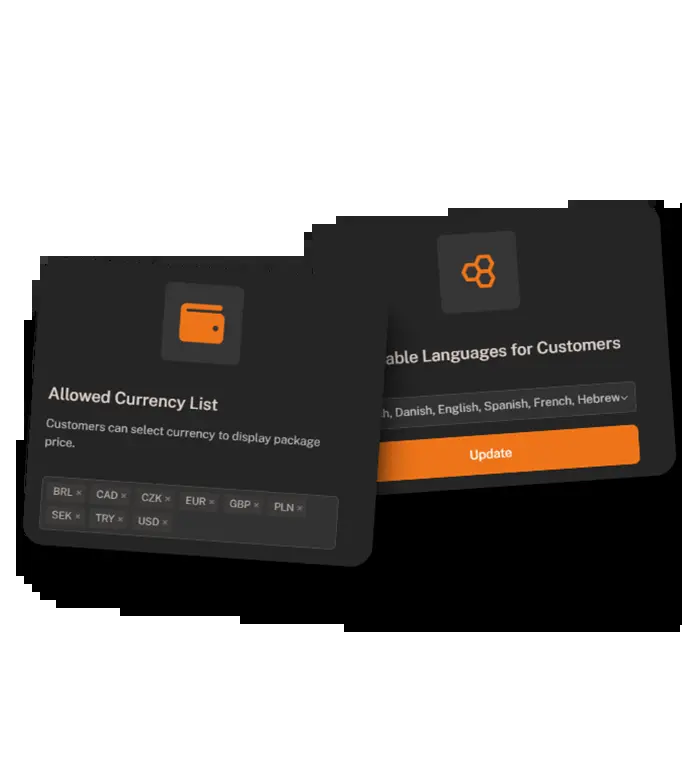 Allowed Currency List
Customers can select currency to display package
price.
BRL × CAD × CZK × EUR × GBP × PLN ×
SEK × TRY × USD ×
Languages for Customers
Danish, English, Spanish, French, Hebrew
Update